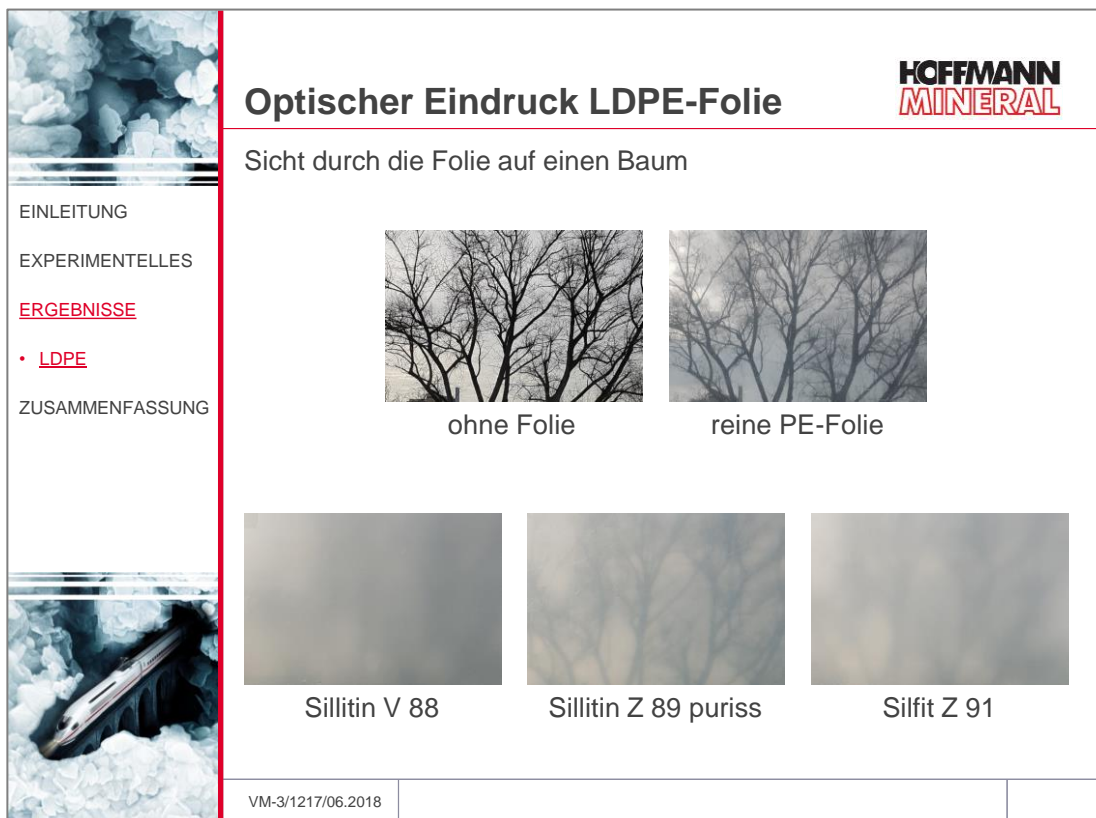 Optischer Eindruck LDPE-Folie
HOFFMANN
MINERAL
Sicht durch die Folie auf einen Baum
EINLEITUNG
EXPERIMENTELLES
ERGEBNISSE
• LDPE
ZUSAMMENFASSUNG
ohne Folie
reine PE-Folie
Sillitin V 88
Sillitin Z 89 puriss
Silfit Z 91
VM-3/1217/06.2018